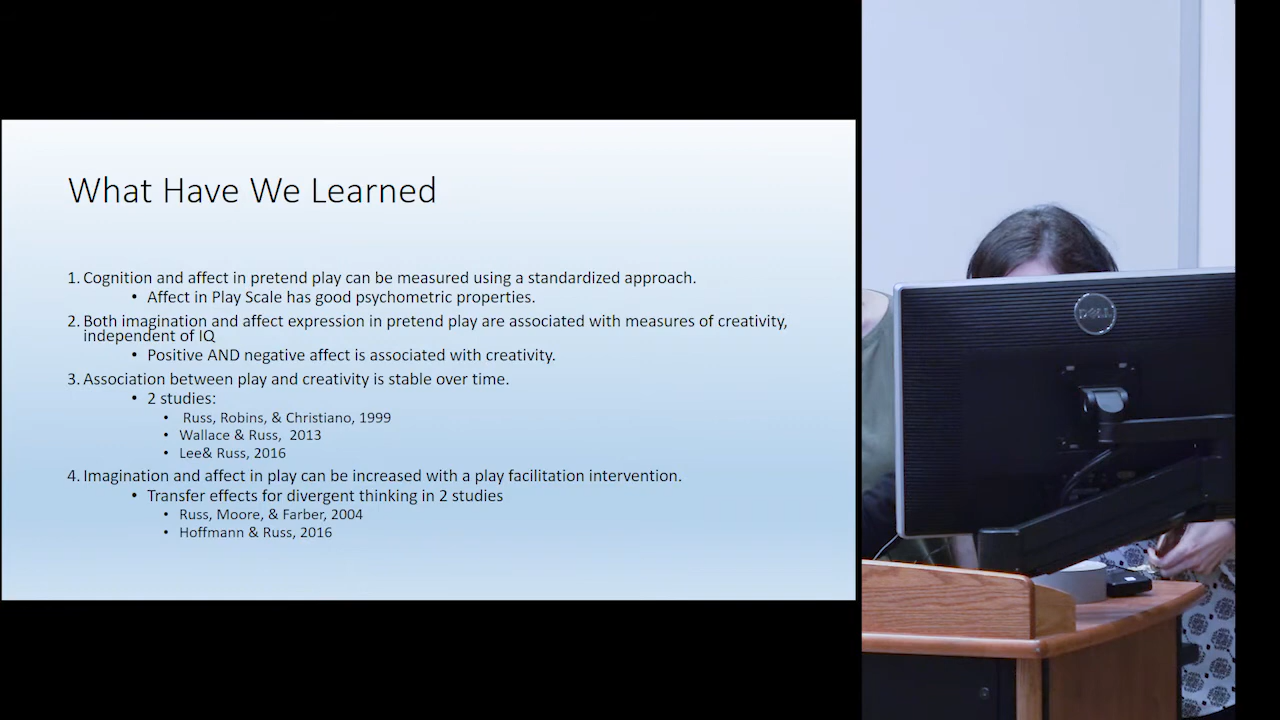 What Have We Learned
1. Cognition and affect in pretend play can be measured using a standardized approach.
• Affect in Play Scale has good psychometric properties.
2. Both imagination and affect expression in pretend play are associated with measures of creativity,
independent of IQ
• Positive AND negative affect is associated with creativity.
3. Association between play and creativity is stable over time.
• 2 studies:
• Russ, Robins, & Christiano, 1999
• Wallace & Russ, 2013
• Lee& Russ, 2016
4. Imagination and affect in play can be increased with a play facilitation intervention.
• Transfer effects for divergent thinking in 2 studies
• Russ, Moore, & Farber, 2004
• Hoffmann & Russ, 2016
DELL